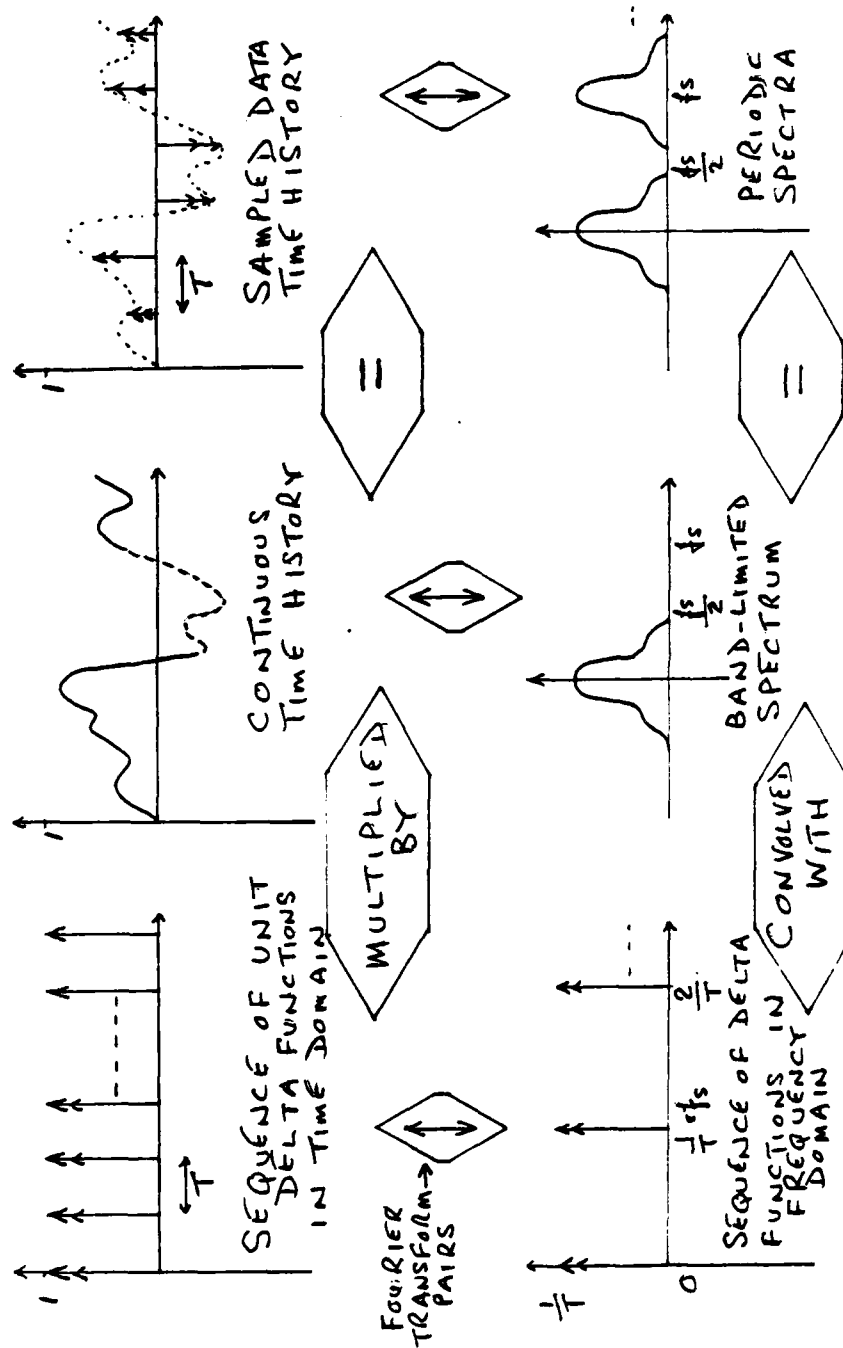 1
T
SEQUENCE OF UNIT
DELTA FUNCTIONS
IN TIME DOMAIN
MULTIPLIED
BY
1
CONTINUOUS
TIME HISTORY
=
1
T
SAMPLED DATA
TIME HISTORY
FOURIER
TRANSFORM
PAIRS
1/T
0
1/T or fs
2/T
SEQUENCE OF DELTA
FUNCTIONS IN
FREQUENCY
DOMAIN
CONVOLVED
WITH
fs/2
fs
BAND-LIMITED
SPECTRUM
=
fs/2
fs
PERIODIC
SPECTRA